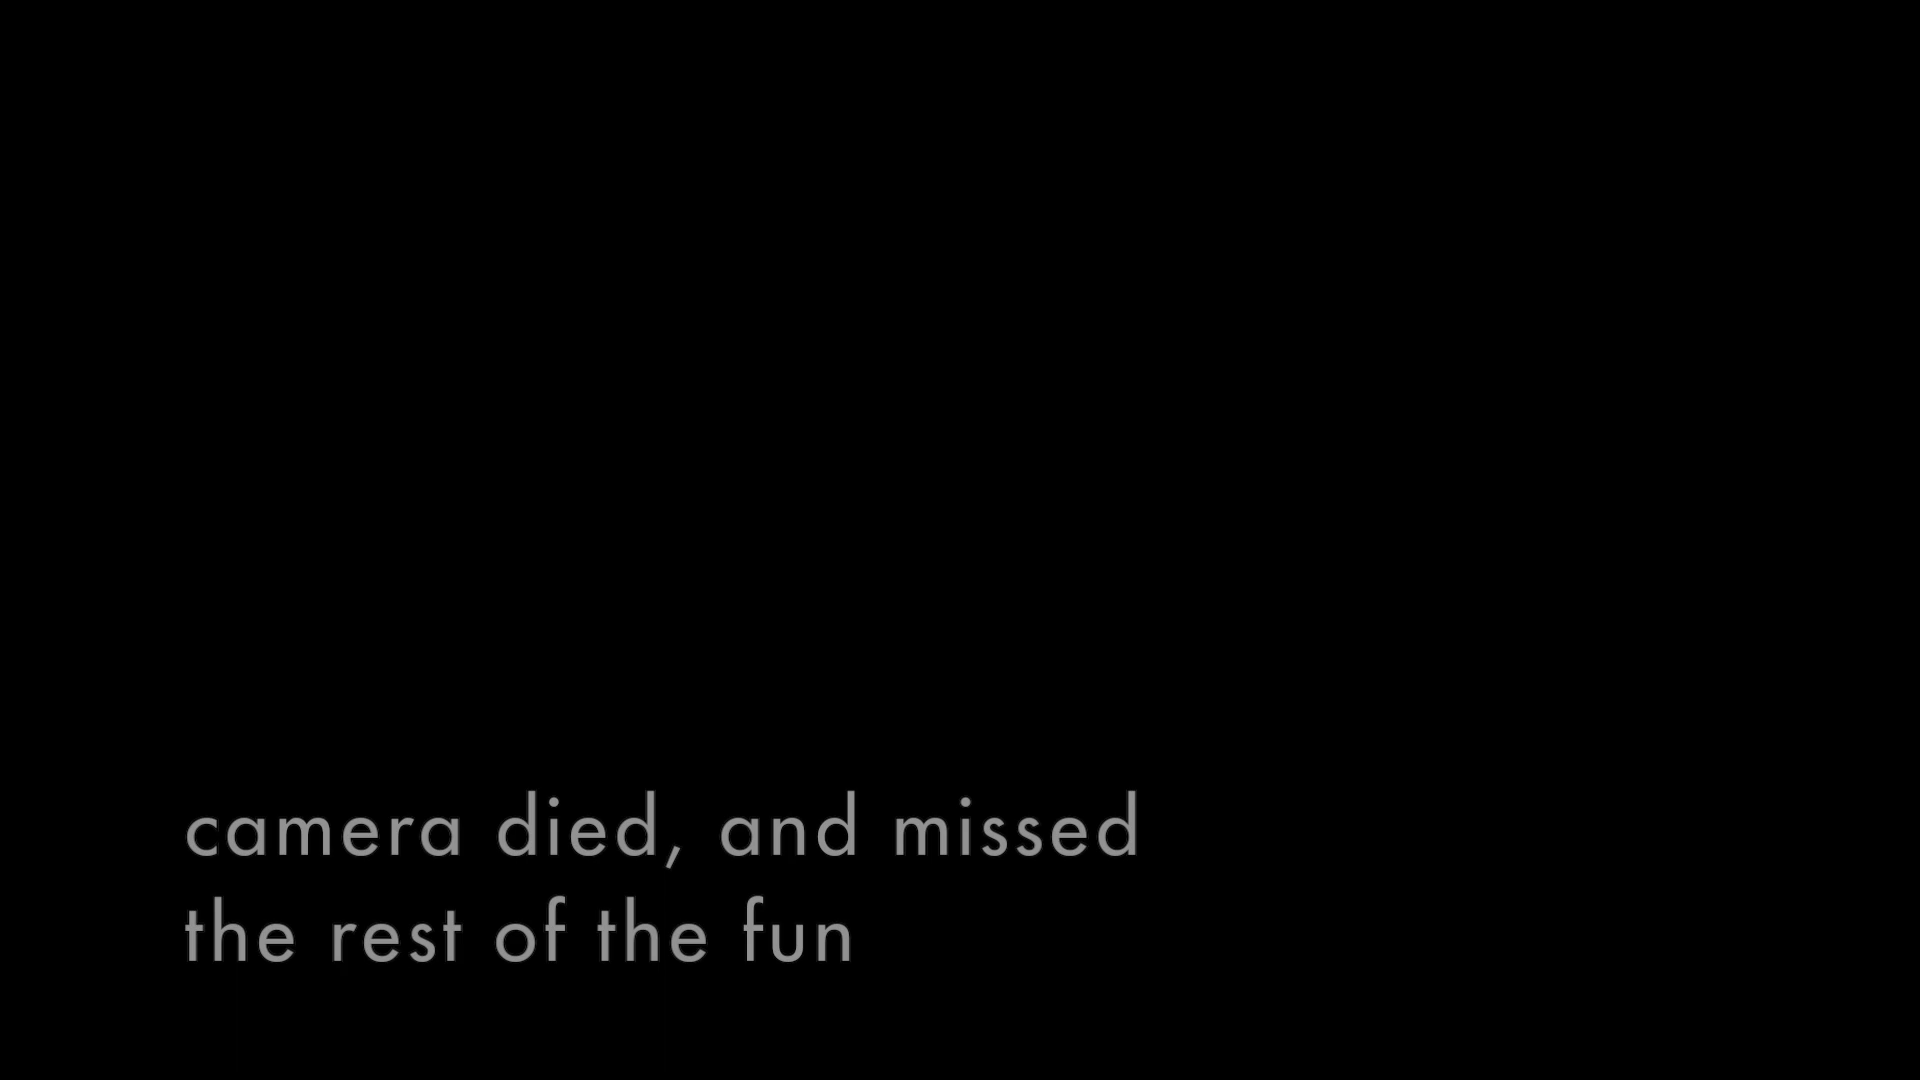 camera died, and missed
the rest of the fun